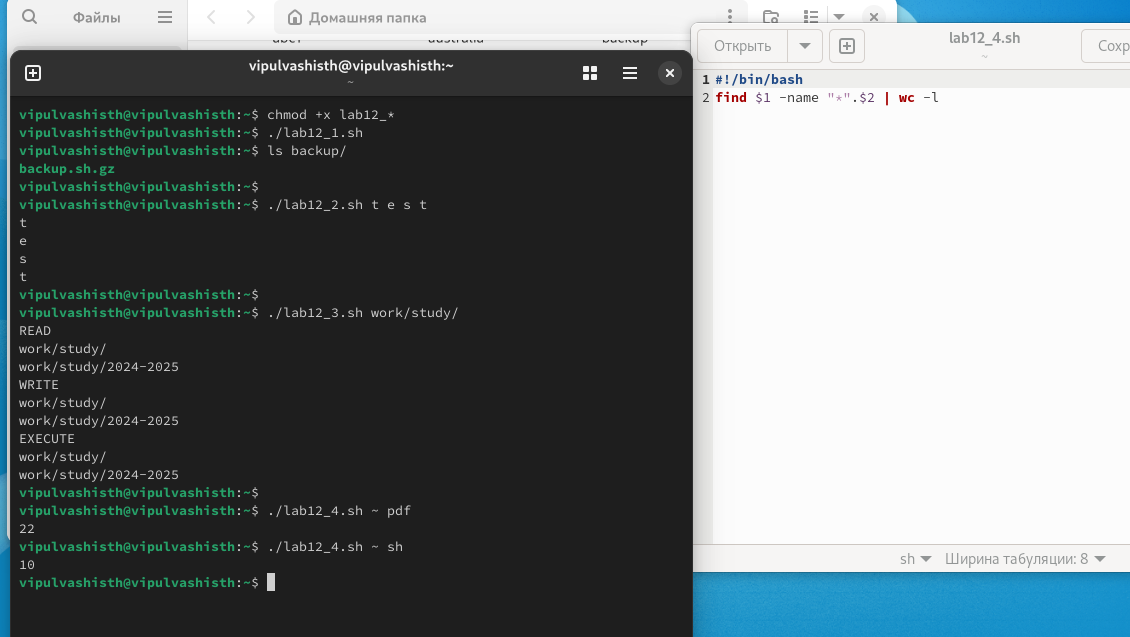 Файлы
Домашняя папка
vipulvashisth@vipulvashisth:~
~
vipulvashisth@vipulvashisth:~$ chmod +x lab12_*
vipulvashisth@vipulvashisth:~$ ./lab12_1.sh
vipulvashisth@vipulvashisth:~$ ls backup/
backup.sh.gz
vipulvashisth@vipulvashisth:~$
vipulvashisth@vipulvashisth:~$ ./lab12_2.sh t e s t
t
e
s
t
vipulvashisth@vipulvashisth:~$
vipulvashisth@vipulvashisth:~$ ./lab12_3.sh work/study/
READ
work/study/
work/study/2024-2025
WRITE
work/study/
work/study/2024-2025
EXECUTE
work/study/
work/study/2024-2025
vipulvashisth@vipulvashisth:~$
vipulvashisth@vipulvashisth:~$ ./lab12_4.sh ~ pdf
22
vipulvashisth@vipulvashisth:~$ ./lab12_4.sh ~ sh
10
vipulvashisth@vipulvashisth:~$
Открыть
lab12_4.sh
~
Сохр
1 #!/bin/bash
2 find $1 -name "*".$2 | wc -l
sh
Ширина табуляции: 8